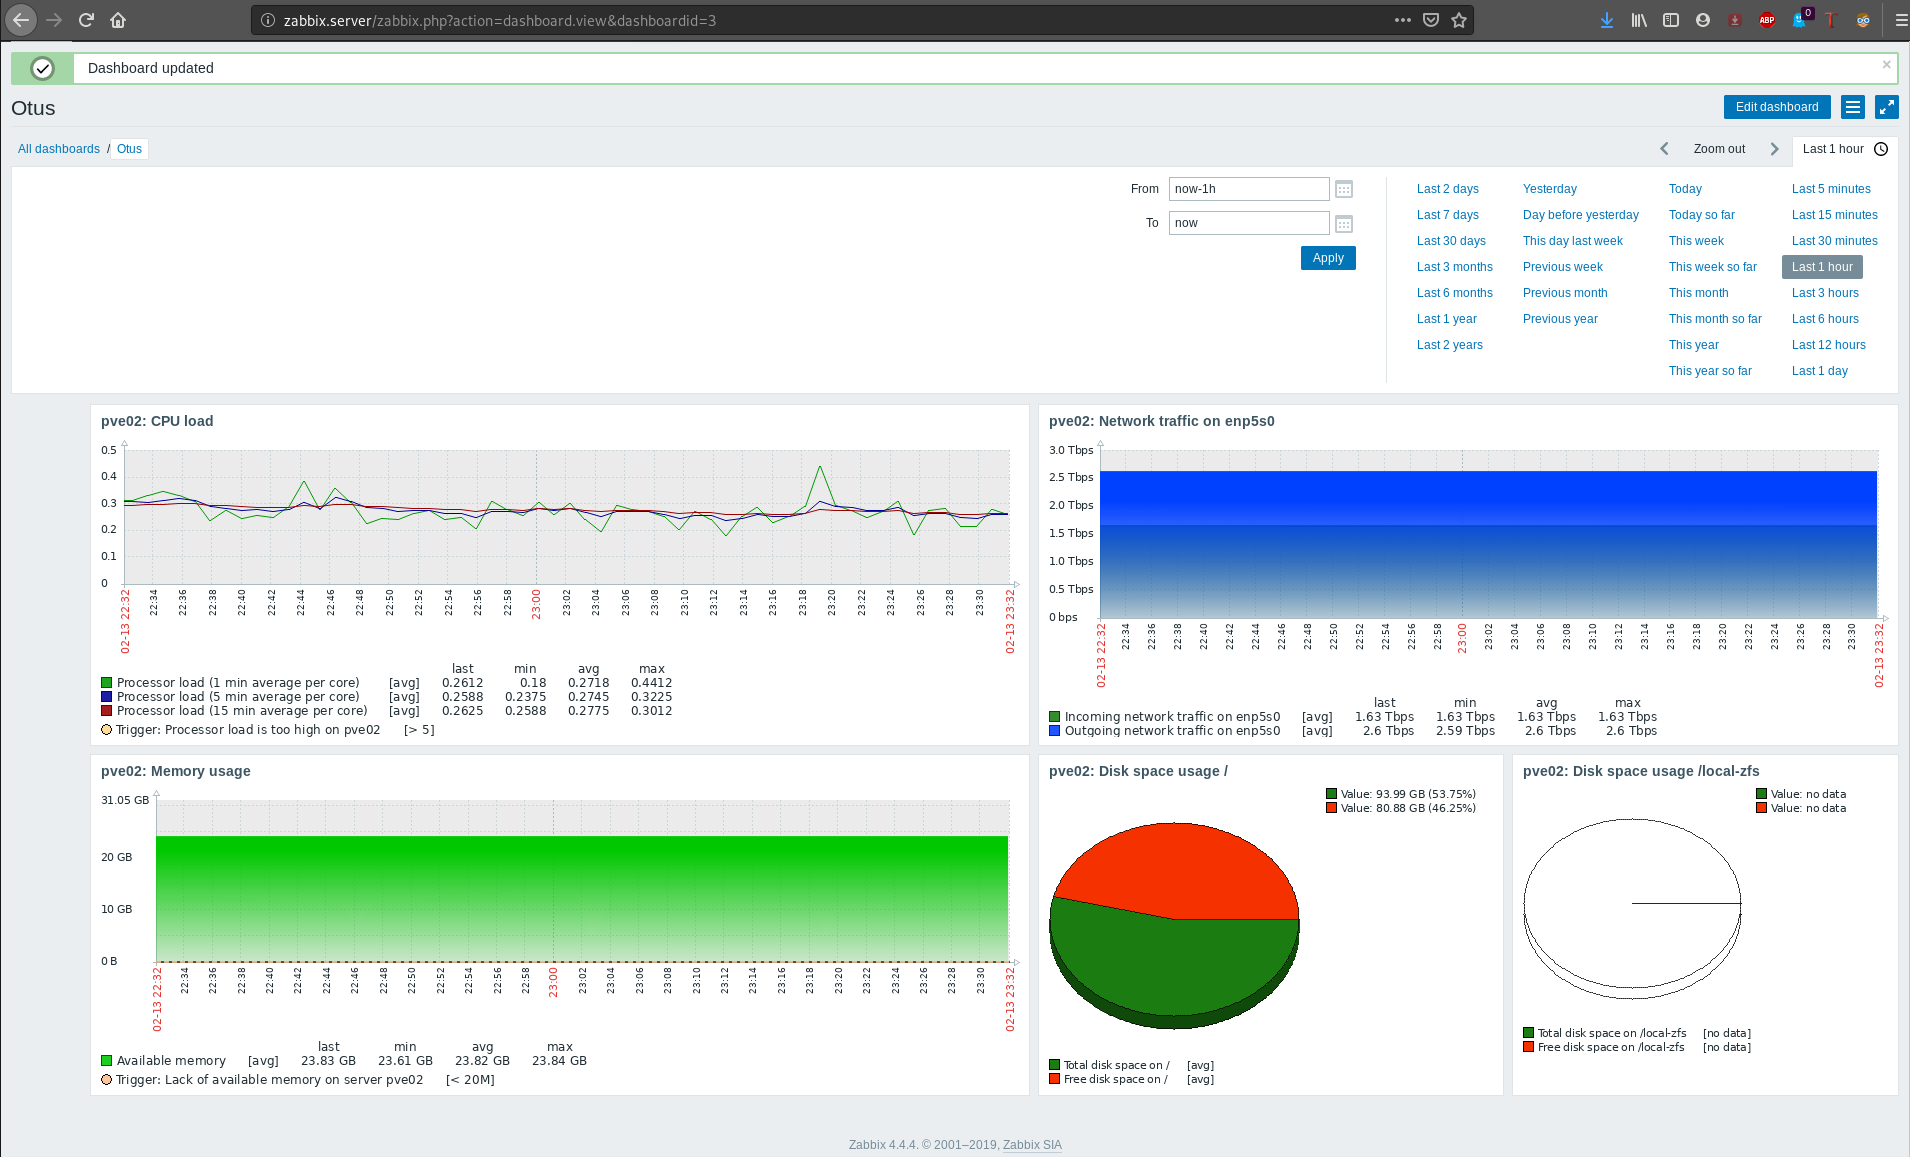 zabbix.server/zabbix.php?action=dashboard.view&dashboardid=3
ABP
0
Dashboard updated
Otus
Edit dashboard
All dashboards / Otus
Zoom out
Last 1 hour
From now-1h
To now
Apply
Last 2 days Yesterday Today Last 5 minutes
Last 7 days Day before yesterday Today so far Last 15 minutes
Last 30 days This day last week This week Last 30 minutes
Last 3 months Previous week This week so far Last 1 hour
Last 6 months Previous month This month Last 3 hours
Last 1 year Previous year This month so far Last 6 hours
Last 2 years This year Last 12 hours
This year so far Last 1 day
pve02: CPU load
0.5
0.4
0.3
0.2
0.1
0
02-13 22:32 22:34 22:36 22:38 22:40 22:42 22:44 22:46 22:48 22:50 22:52 22:54 22:56 22:58 23:00 23:02 23:04 23:06 23:08 23:10 23:12 23:14 23:16 23:18 23:20 23:22 23:24 23:26 23:28 23:30 02-13 23:32
last min avg max
Processor load (1 min average per core) [avg] 0.2612 0.18 0.2718 0.4412
Processor load (5 min average per core) [avg] 0.2588 0.2375 0.2745 0.3225
Processor load (15 min average per core) [avg] 0.2625 0.2588 0.2775 0.3012
Trigger: Processor load is too high on pve02 [> 5]
pve02: Network traffic on enp5s0
3.0 Tbps
2.5 Tbps
2.0 Tbps
1.5 Tbps
1.0 Tbps
0.5 Tbps
0 bps
02-13 22:32 22:34 22:36 22:38 22:40 22:42 22:44 22:46 22:48 22:50 22:52 22:54 22:56 22:58 23:00 23:02 23:04 23:06 23:08 23:10 23:12 23:14 23:16 23:18 23:20 23:22 23:24 23:26 23:28 23:30 02-13 23:32
last min avg max
Incoming network traffic on enp5s0 [avg] 1.63 Tbps 1.63 Tbps 1.63 Tbps 1.63 Tbps
Outgoing network traffic on enp5s0 [avg] 2.6 Tbps 2.59 Tbps 2.6 Tbps 2.6 Tbps
pve02: Memory usage
31.05 GB
20 GB
10 GB
0 B
02-13 22:32 22:34 22:36 22:38 22:40 22:42 22:44 22:46 22:48 22:50 22:52 22:54 22:56 22:58 23:00 23:02 23:04 23:06 23:08 23:10 23:12 23:14 23:16 23:18 23:20 23:22 23:24 23:26 23:28 23:30 02-13 23:32
last min avg max
Available memory [avg] 23.83 GB 23.61 GB 23.82 GB 23.84 GB
Trigger: Lack of available memory on server pve02 [< 20M]
pve02: Disk space usage /
Value: 93.99 GB (53.75%)
Value: 80.88 GB (46.25%)
Total disk space on / [avg]
Free disk space on / [avg]
pve02: Disk space usage /local-zfs
Value: no data
Value: no data
Total disk space on /local-zfs [no data]
Free disk space on /local-zfs [no data]
Zabbix 4.4.4. © 2001–2019, Zabbix SIA